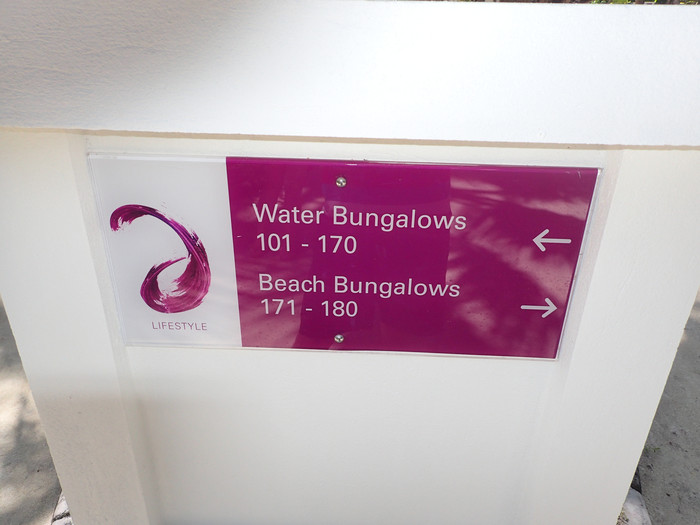 Water Bungalows
101 - 170
←
Beach Bungalows
171 - 180
→
LIFESTYLE